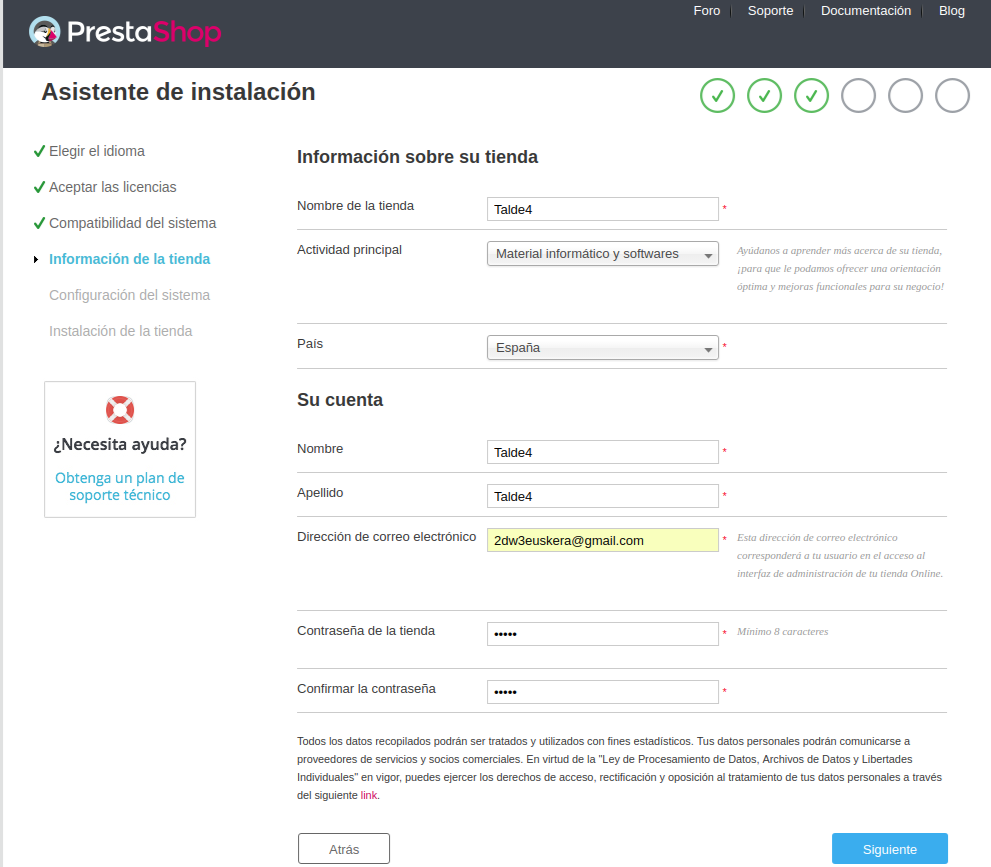 Foro
Soporte
Documentación
Blog
PrestaShop
Asistente de instalación
Elegir el idioma
Aceptar las licencias
Compatibilidad del sistema
Información de la tienda
Configuración del sistema
Instalación de la tienda
¿Necesita ayuda?
Obtenga un plan de
soporte técnico
Información sobre su tienda
Nombre de la tienda
Talde4
*
Actividad principal
Material informático y softwares
Ayúdanos a aprender más acerca de su tienda,
¡para que le podamos ofrecer una orientación
óptima y mejoras funcionales para su negocio!
País
España
*
Su cuenta
Nombre
Talde4
*
Apellido
Talde4
*
Dirección de correo electrónico
2dw3euskera@gmail.com
*
Esta dirección de correo electrónico
corresponderá a tu usuario en el acceso al
interfaz de administración de tu tienda Online.
Contraseña de la tienda
•••••
*
Mínimo 8 caracteres
Confirmar la contraseña
•••••
*
Todos los datos recopilados podrán ser tratados y utilizados con fines estadísticos. Tus datos personales podrán comunicarse a
proveedores de servicios y socios comerciales. En virtud de la "Ley de Procesamiento de Datos, Archivos de Datos y Libertades
Individuales" en vigor, puedes ejercer los derechos de acceso, rectificación y oposición al tratamiento de tus datos personales a través
del siguiente link.
Atrás
Siguiente